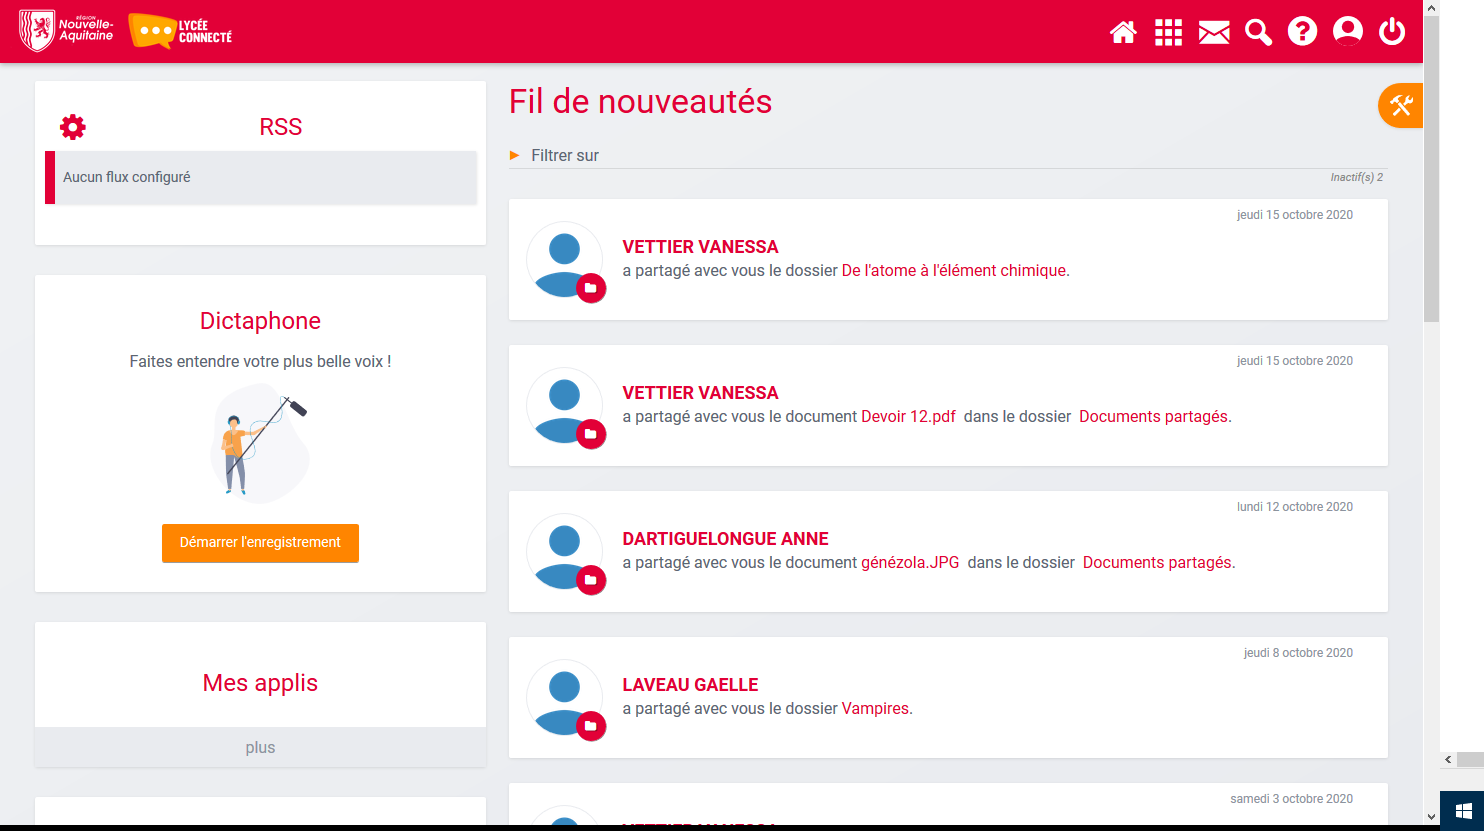 RÉGION
Nouvelle-
Aquitaine
LYCÉE
CONNECTÉ
RSS
Aucun flux configuré
Dictaphone
Faites entendre votre plus belle voix !
Démarrer l'enregistrement
Mes applis
plus
Fil de nouveautés
Filtrer sur
Inactif(s) 2
jeudi 15 octobre 2020
VETTIER VANESSA
a partagé avec vous le dossier De l'atome à l'élément chimique.
jeudi 15 octobre 2020
VETTIER VANESSA
a partagé avec vous le document Devoir 12.pdf dans le dossier Documents partagés.
lundi 12 octobre 2020
DARTIGUELONGUE ANNE
a partagé avec vous le document génézola.JPG dans le dossier Documents partagés.
jeudi 8 octobre 2020
LAVEAU GAELLE
a partagé avec vous le dossier Vampires.
samedi 3 octobre 2020